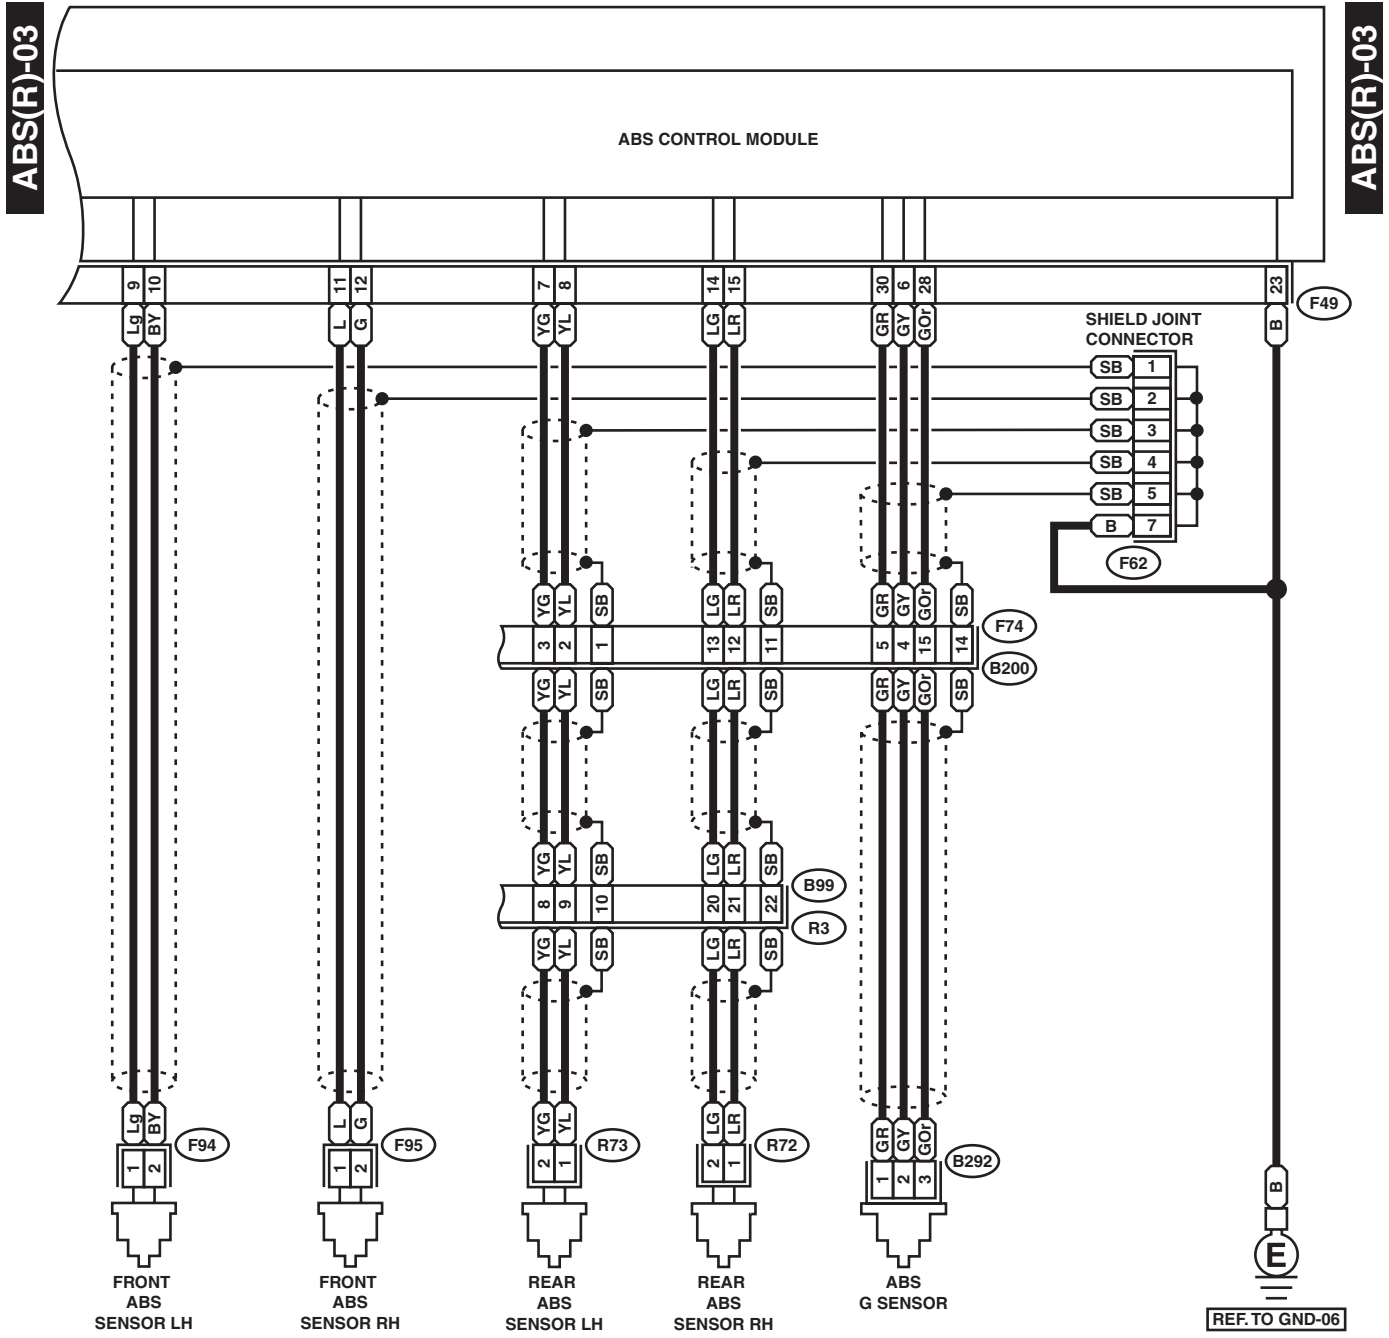 ABS(R)-03
ABS(R)-03
ABS CONTROL MODULE
9 10 11 12 7 8 14 15 30 6 28 23
F49
Lg BY L G YG YL LG LR GR GY GOr B
SHIELD JOINT
CONNECTOR
SB 1
SB 2
SB 3
SB 4
SB 5
B 7
F62
YG YL SB LG LR SB GR GY GOr SB
F74
3 2 1 13 12 11 5 4 15 14
B200
YG YL SB LG LR SB GR GY GOr SB
YG YL SB LG LR SB
B99
8 9 10 20 21 22
R3
YG YL SB LG LR SB
Lg BY L G YG YL LG LR GR GY GOr
F94 F95 R73 R72 B292
1 2 1 2 2 1 2 1 1 2 3
B
E
FRONT
ABS
SENSOR LH
FRONT
ABS
SENSOR RH
REAR
ABS
SENSOR LH
REAR
ABS
SENSOR RH
ABS
G SENSOR
REF. TO GND-06